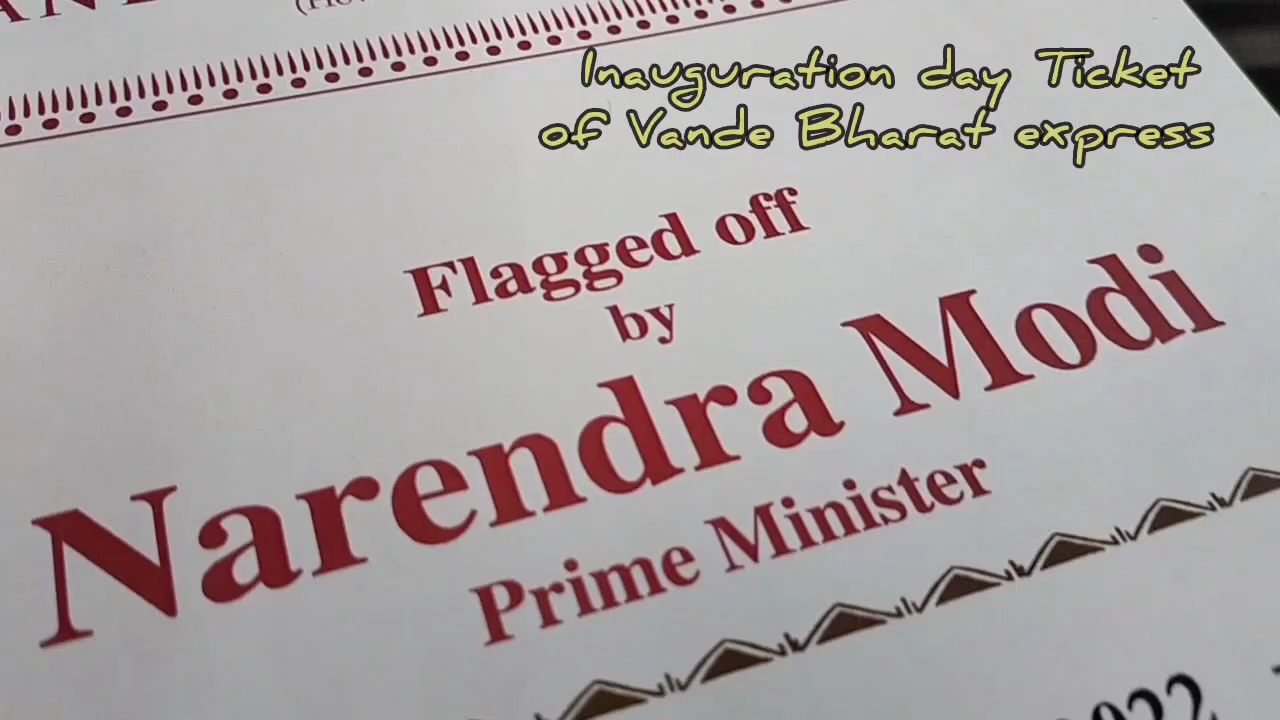 Inauguration day Ticket
of Vande Bharat express
Flagged off
by
Narendra Modi
Prime Minister